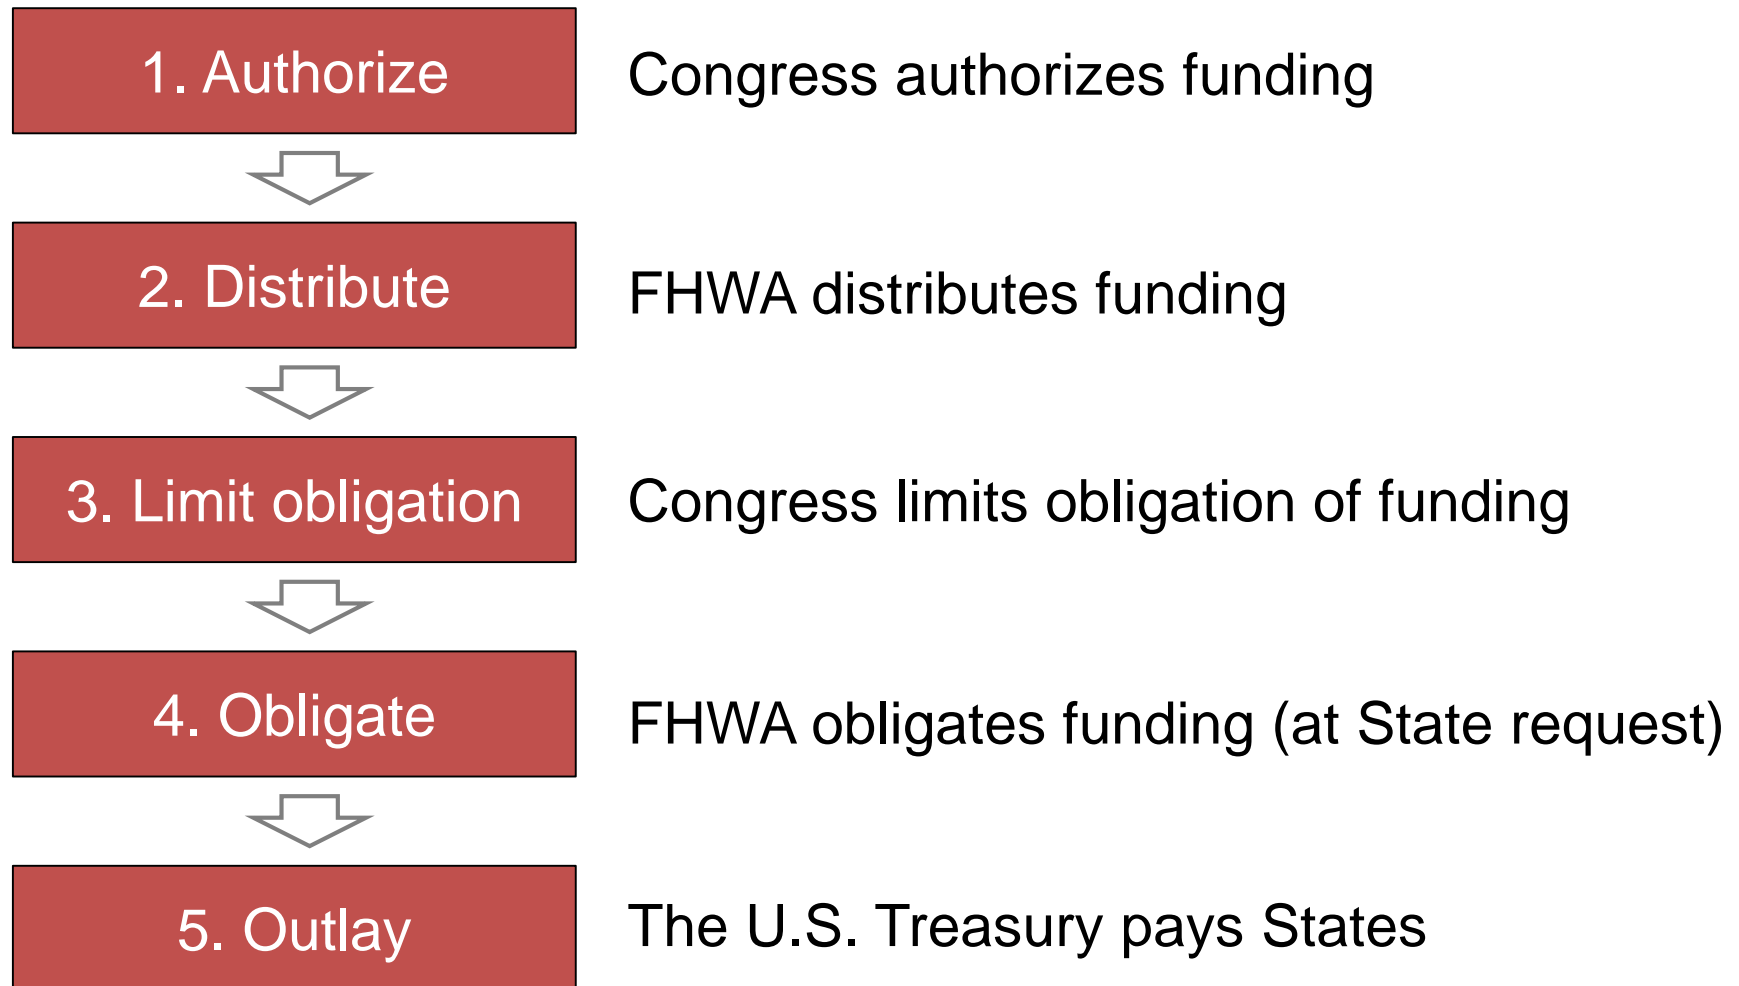 1. Authorize
Congress authorizes funding
2. Distribute
FHWA distributes funding
3. Limit obligation
Congress limits obligation of funding
4. Obligate
FHWA obligates funding (at State request)
5. Outlay
The U.S. Treasury pays States